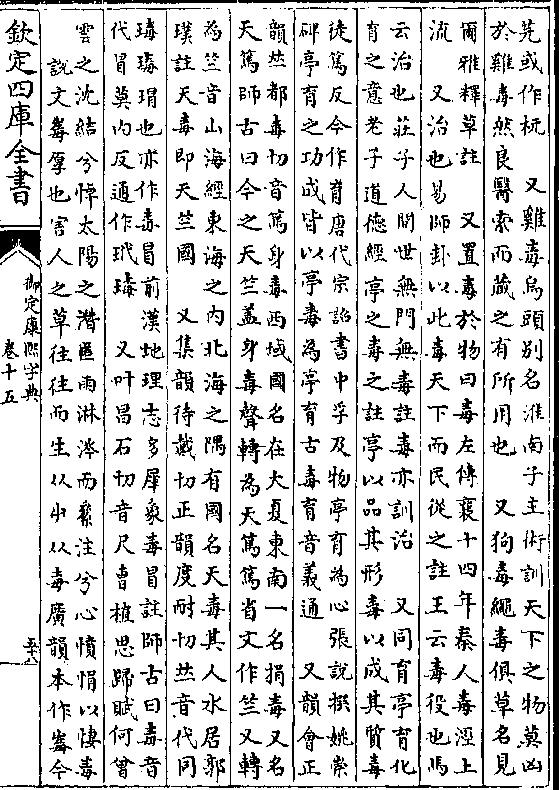 芫或作杬　又雞毒烏頭別名淮南子主術訓天下之物莫凶
於雞毒然良醫索而藏之有所用也　又狗毒繩毒俱草名見
爾雅釋草註　又置毒於物曰毒左傳襄十四年秦人毒涇上
流　又治也易師卦以此毒天下而民從之註王云毒役也馬
云治也莊子人間世無門無毒註毒亦訓治　又同育亭育化
育之意老子道德經亭之毒之註亭以品其形毒以成其質毒
徒篤反今作育唐代宗詔書中孚及物亭育為心張說撰姚崇
碑亭育之功成皆以亭毒為亭育古毒育音義通　又韻會正
韻𠀤都毒切音篤身毒西域國名在大夏東南一名捐毒又名
天篤師古曰今之天竺蓋身毒聲轉為天篤篤省文作竺又轉
為竺音山海經東海之內北海之隅有國名天毒其人水居郭
璞註天毒即天竺國　又集韻待戴切正韻度耐切𠀤音代同
瑇瑇瑁也亦作毒冒前漢地理志多犀象毒冒註師古曰毒音
代冒莫內反通作玳瑇　又叶昌石切音尺曹植思歸賦何曾
雲之沈結兮悼太陽之潛匿雨淋涔而累注兮心憤悁以悽毒
說文毒厚也害人之草往往而生从屮从毒廣韻本作毒今
欽定四庫全書
御定康熙字典
卷十五
五十八